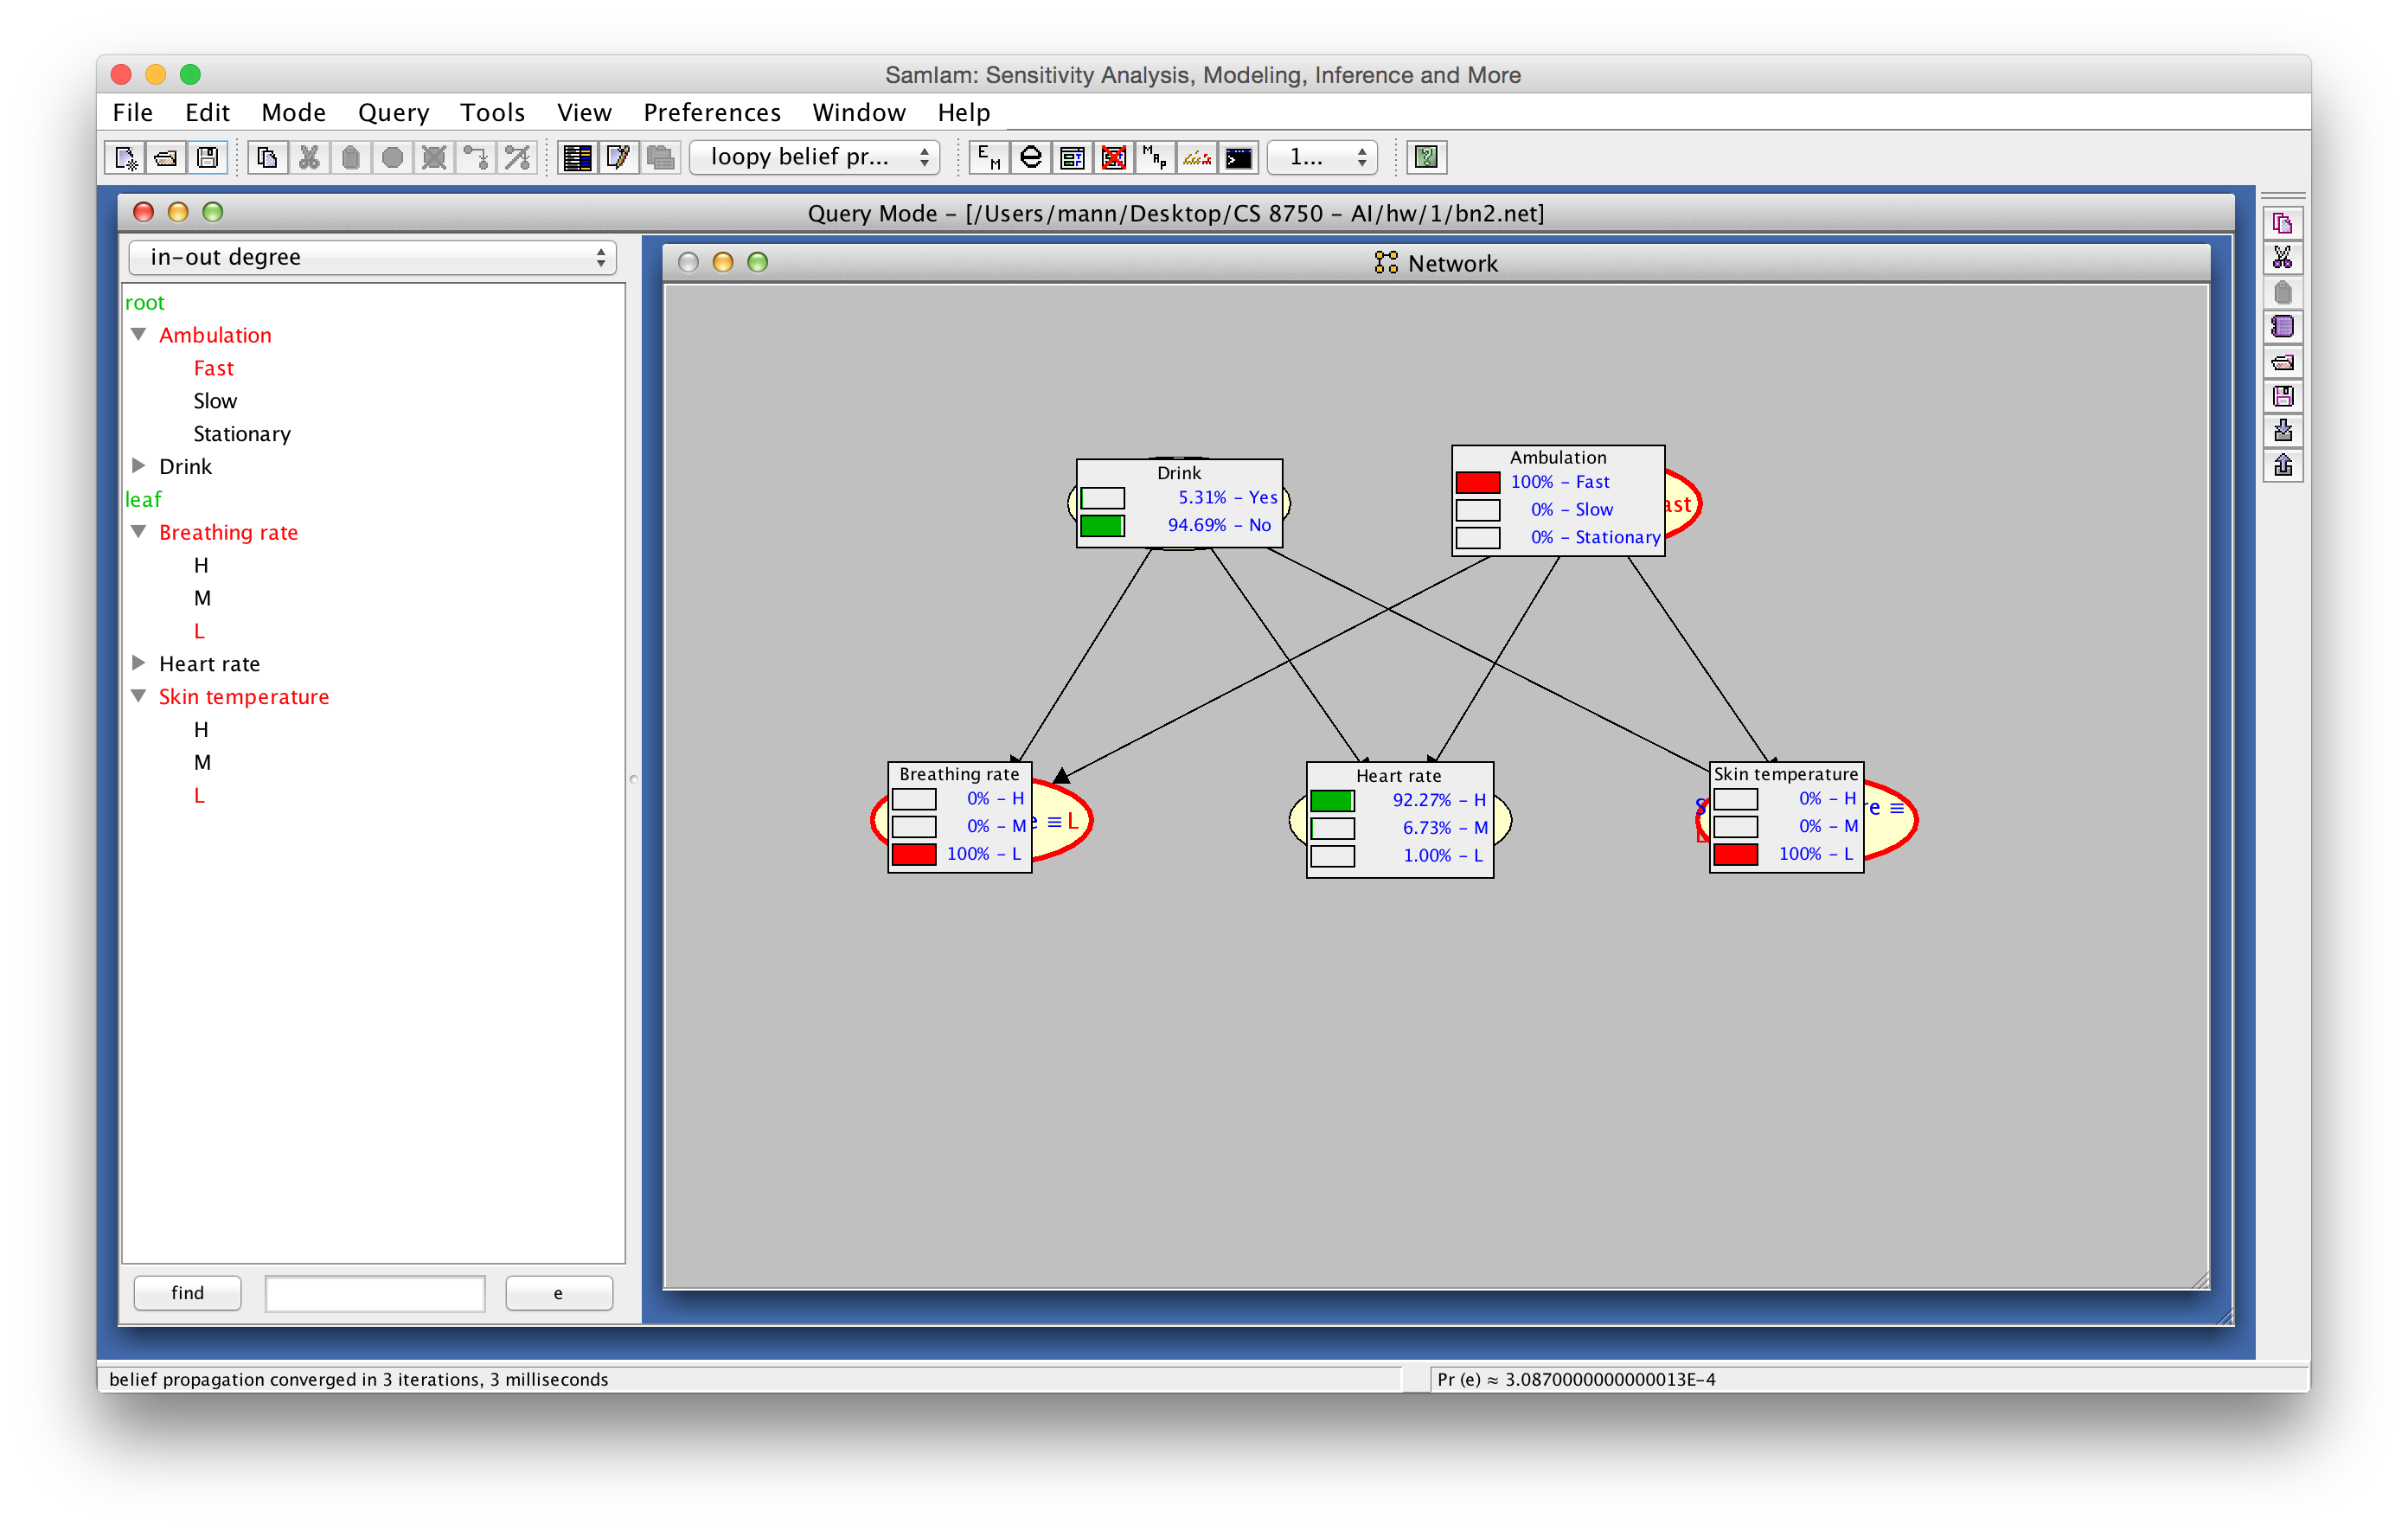 SamIam: Sensitivity Analysis, Modeling, Inference and More
File Edit Mode Query Tools View Preferences Window Help
loopy belief pr... E M e M A P 1... ?
Query Mode – [/Users/mann/Desktop/CS 8750 – AI/hw/1/bn2.net]
in-out degree
Network
root
Ambulation
Fast
Slow
Stationary
Drink
leaf
Breathing rate
H
M
L
Heart rate
Skin temperature
H
M
L
Drink
5.31% – Yes
94.69% – No
Ambulation
100% – Fast
0% – Slow
0% – Stationary
ast
Breathing rate
0% – H
0% – M
100% – L
e ≡ L
Heart rate
92.27% – H
6.73% – M
1.00% – L
Skin temperature
0% – H
0% – M
100% – L
re ≡
find
e
belief propagation converged in 3 iterations, 3 milliseconds
Pr (e) ≈ 3.0870000000000013E-4